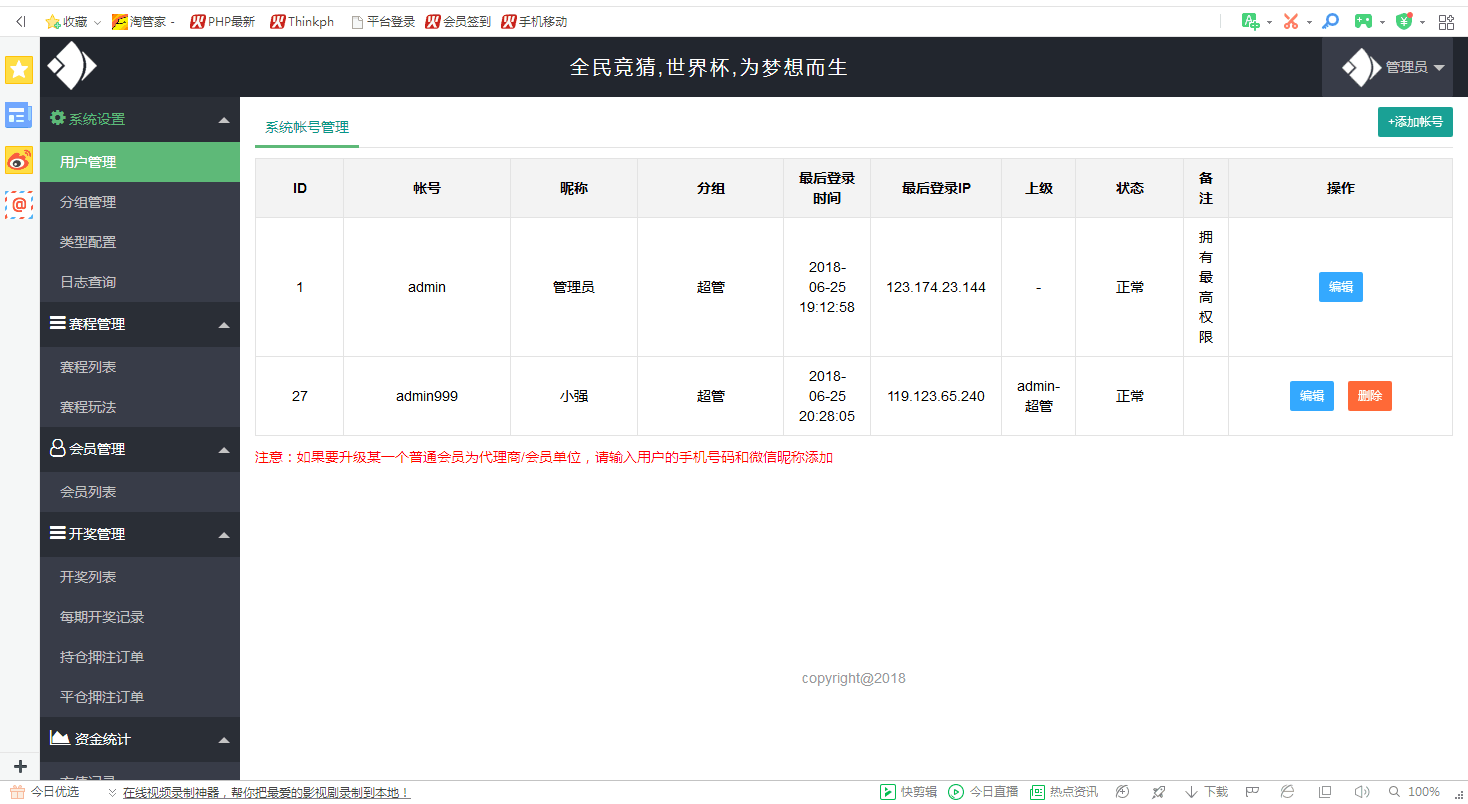 收藏 淘管家 - PHP最新 Thinkph 平台登录 会员签到 手机移动
全民竞猜,世界杯,为梦想而生
管理员
系统设置
用户管理
分组管理
类型配置
日志查询
赛程管理
赛程列表
赛程玩法
会员管理
会员列表
开奖管理
开奖列表
每期开奖记录
持仓押注订单
平仓押注订单
资金统计
系统帐号管理
+添加帐号
ID 帐号 昵称 分组 最后登录时间 最后登录IP 上级 状态 备注 操作
1 admin 管理员 超管 2018-06-25 19:12:58 123.174.23.144 - 正常 拥有最高权限 编辑
27 admin999 小强 超管 2018-06-25 20:28:05 119.123.65.240 admin-超管 正常 编辑 删除
注意：如果要升级某一个普通会员为代理商/会员单位，请输入用户的手机号码和微信昵称添加
copyright@2018
今日优选 在线视频录制神器，帮你把最爱的影视剧录制到本地！ 快剪辑 今日直播 热点资讯 下载 100%